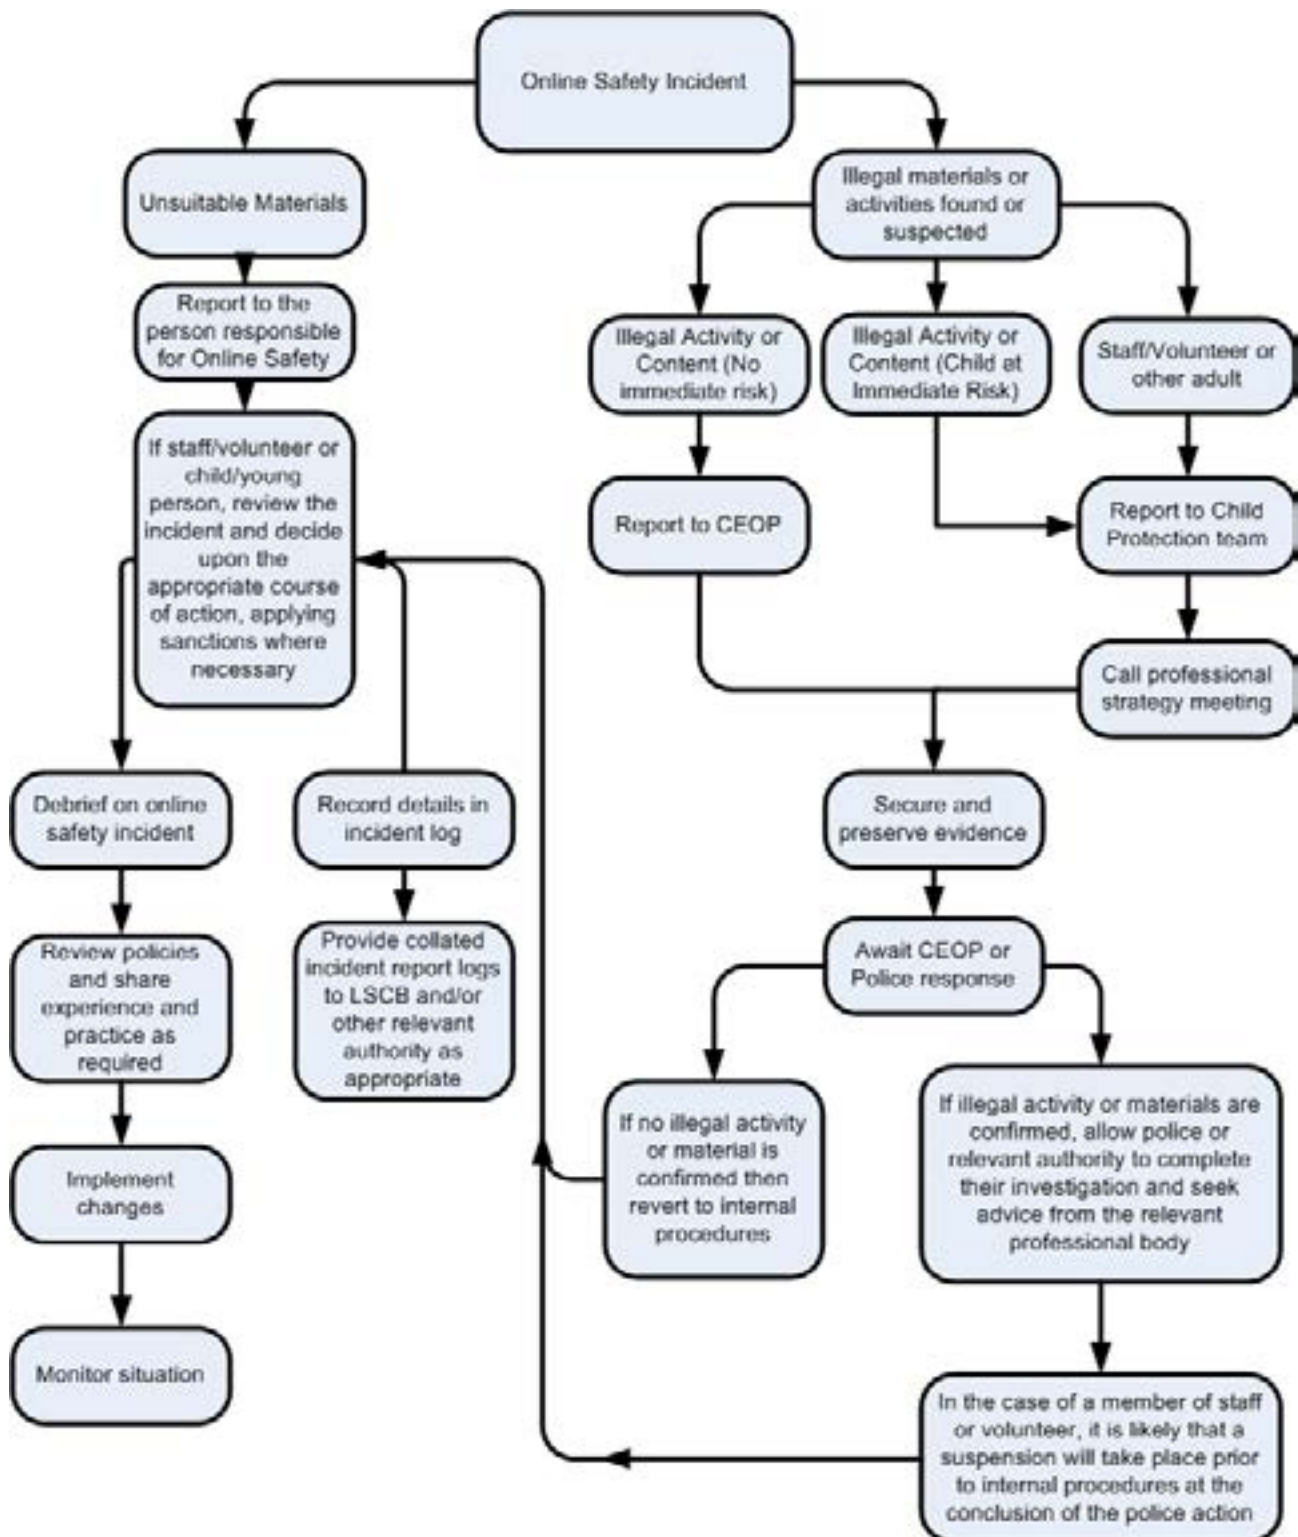 Online Safety Incident
Unsuitable Materials
Report to the
person responsible
for Online Safety
If staff/volunteer or
child/young
person, review the
incident and decide
upon the
appropriate course
of action, applying
sanctions where
necessary
Debrief on online
safety incident
Review policies
and share
experience and
practice as
required
Implement
changes
Monitor situation
Record details in
incident log
Provide collated
incident report logs
to LSCB and/or
other relevant
authority as
appropriate
Illegal materials or
activities found or
suspected
Illegal Activity or
Content (No
immediate risk)
Illegal Activity or
Content (Child at
Immediate Risk)
Staff/Volunteer or
other adult
Report to CEOP
Report to Child
Protection team
Call professional
strategy meeting
Secure and
preserve evidence
Await CEOP or
Police response
If no illegal activity
or material is
confirmed then
revert to internal
procedures
If illegal activity or materials are
confirmed, allow police or
relevant authority to complete
their investigation and seek
advice from the relevant
professional body
In the case of a member of staff
or volunteer, it is likely that a
suspension will take place prior
to internal procedures at the
conclusion of the police action